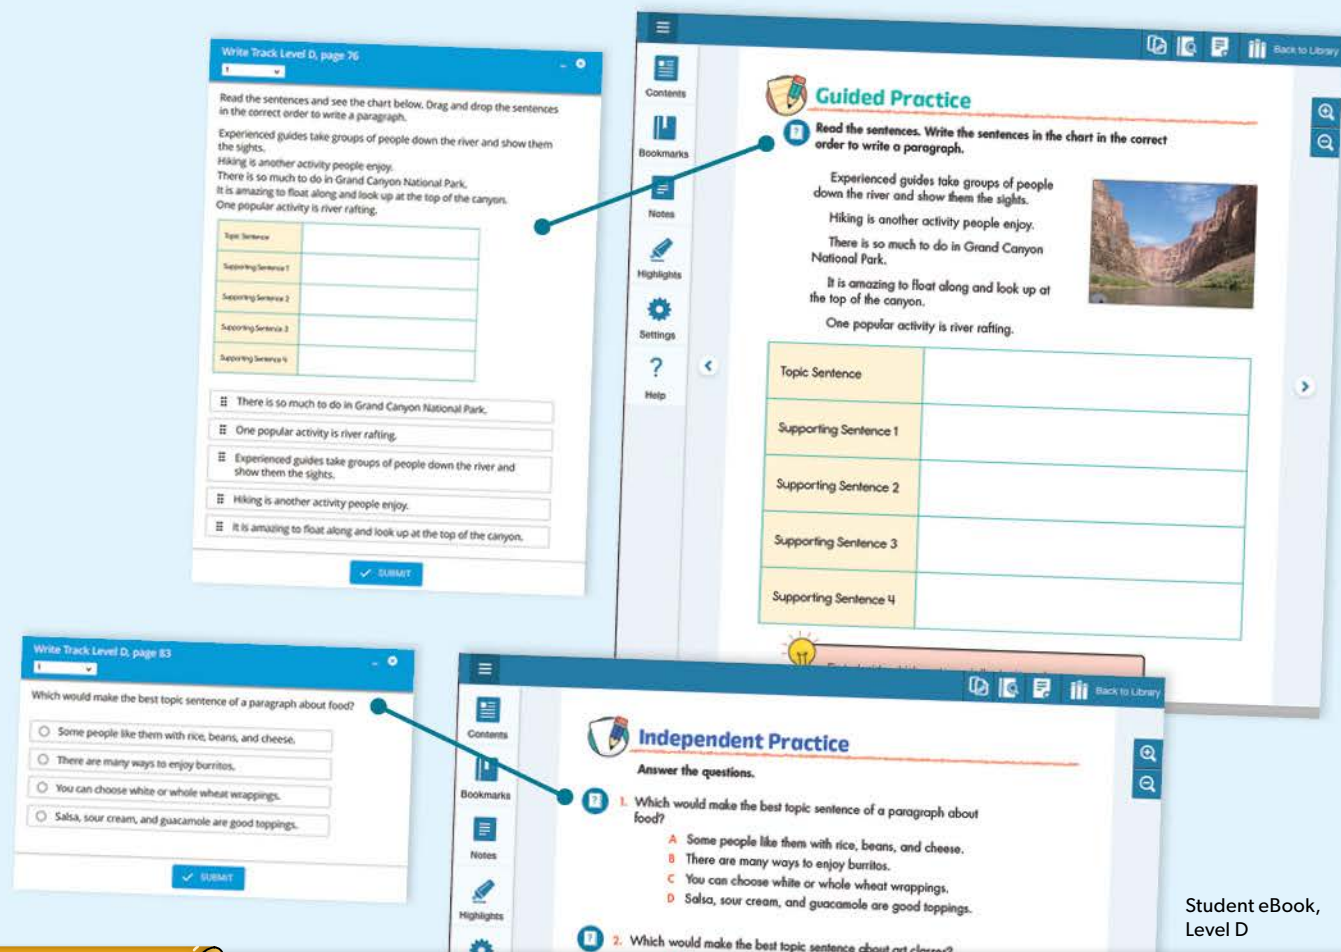 Write Track Level D, page 76
1
Read the sentences and see the chart below. Drag and drop the sentences
in the correct order to write a paragraph.
Experienced guides take groups of people down the river and show them
the sights.
Hiking is another activity people enjoy.
There is so much to do in Grand Canyon National Park.
It is amazing to float along and look up at the top of the canyon.
One popular activity is river rafting.
Topic Sentence
Supporting Sentence 1
Supporting Sentence 2
Supporting Sentence 3
Supporting Sentence 4
There is so much to do in Grand Canyon National Park.
One popular activity is river rafting.
Experienced guides take groups of people down the river and
show them the sights.
Hiking is another activity people enjoy.
It is amazing to float along and look up at the top of the canyon.
SUBMIT
Back to Library
Contents
Bookmarks
Notes
Highlights
Settings
?
Help
Guided Practice
? Read the sentences. Write the sentences in the chart in the correct
order to write a paragraph.
Experienced guides take groups of people
down the river and show them the sights.
Hiking is another activity people enjoy.
There is so much to do in Grand Canyon
National Park.
It is amazing to float along and look up at
the top of the canyon.
One popular activity is river rafting.
Topic Sentence
Supporting Sentence 1
Supporting Sentence 2
Supporting Sentence 3
Supporting Sentence 4
Write Track Level D, page 83
1
Which would make the best topic sentence of a paragraph about food?
Some people like them with rice, beans, and cheese.
There are many ways to enjoy burritos.
You can choose white or whole wheat wrappings.
Salsa, sour cream, and guacamole are good toppings.
SUBMIT
Back to Library
Contents
Bookmarks
Notes
Highlights
Independent Practice
Answer the questions.
? 1. Which would make the best topic sentence of a paragraph about
food?
A Some people like them with rice, beans, and cheese.
B There are many ways to enjoy burritos.
C You can choose white or whole wheat wrappings.
D Salsa, sour cream, and guacamole are good toppings.
? 2. Which would make the best topic sentence about art classes?
Student eBook,
Level D